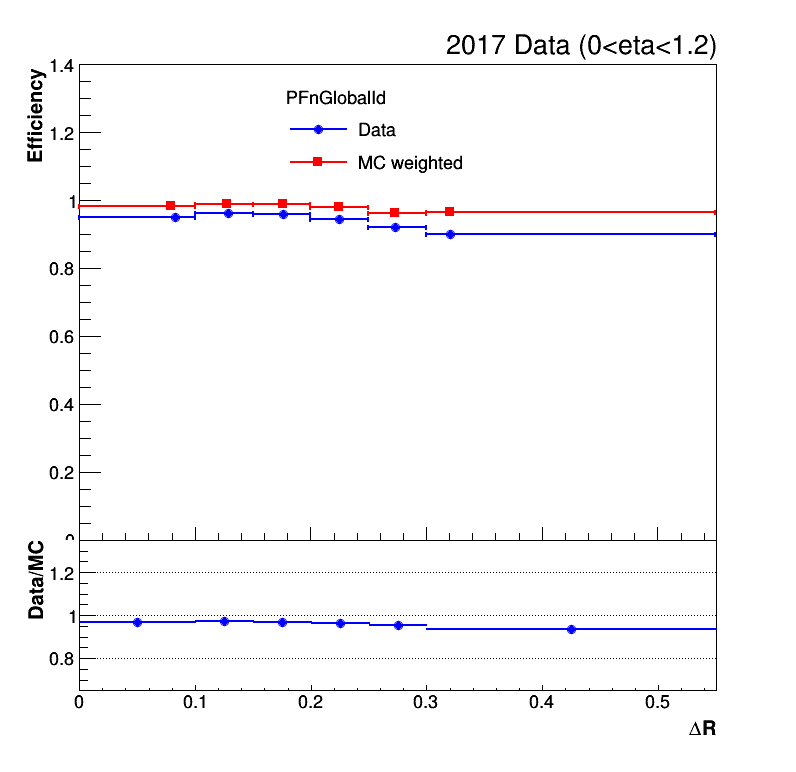 2017 Data (0<eta<1.2)
Efficiency
1.4
1.2
1
0.8
0.6
0.4
0.2
0
PFnGlobalId
Data
MC weighted
Data/MC
1.2
1
0.8
0 0.1 0.2 0.3 0.4 0.5
ΔR